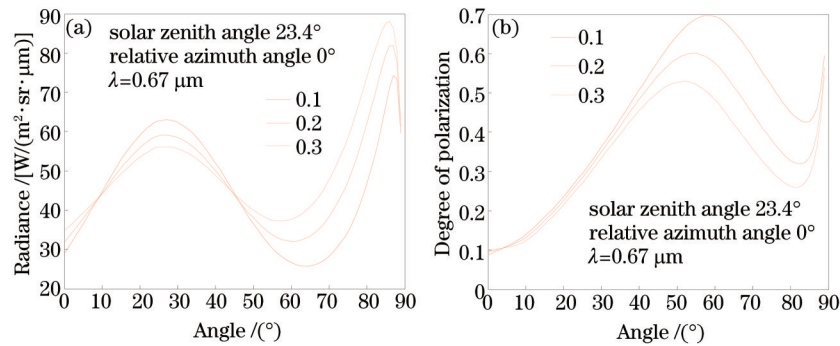 (a)
solar zenith angle 23.4°
relative azimuth angle 0°
λ=0.67 μm
0.1
0.2
0.3
Radiance /[W/(m²·sr·μm)]
90
80
70
60
50
40
30
20
0 10 20 30 40 50 60 70 80 90
Angle /(°)
(b)
0.1
0.2
0.3
Degree of polarization
0.7
0.6
0.5
0.4
0.3
0.2
0.1
0
solar zenith angle 23.4°
relative azimuth angle 0°
λ=0.67 μm
0 10 20 30 40 50 60 70 80 90
Angle /(°)